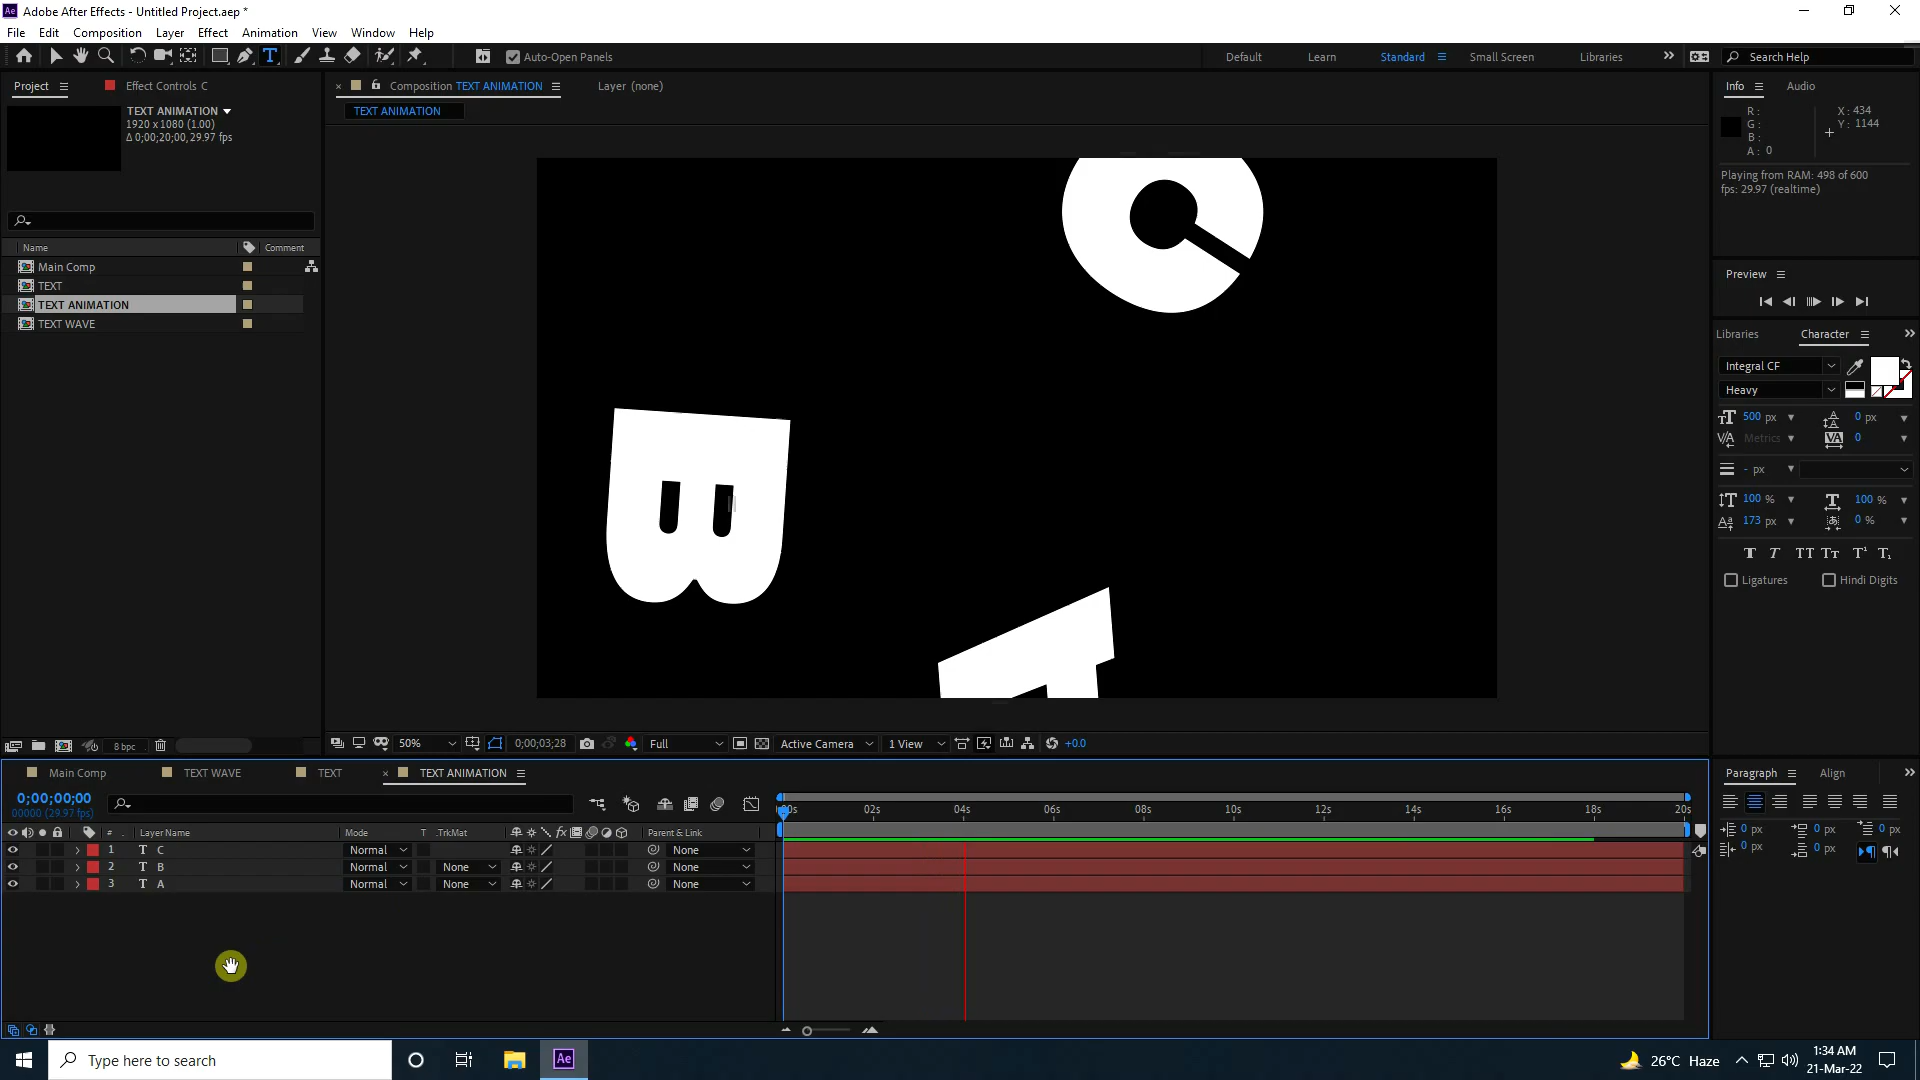 Adobe After Effects - Untitled Project.aep *
File Edit Composition Layer Effect Animation View Window Help
Auto-Open Panels
Default Learn Standard Small Screen Libraries
Search Help
Project Effect Controls C
TEXT ANIMATION
1920 x 1080 (1.00)
Δ 0;00;20;00, 29.97 fps
Name Comment
Main Comp
TEXT
TEXT ANIMATION
TEXT WAVE
8 bpc
Composition TEXT ANIMATION Layer (none)
TEXT ANIMATION
C
B
A
50% 0;00;03;28 Full Active Camera 1 View +0.0
Info Audio
R :
G :
B :
A : 0
X : 434
Y : 1144
Playing from RAM: 498 of 600
fps: 29.97 (realtime)
Preview
Libraries Character
Integral CF
Heavy
500 px 0 px
Metrics 0
- px
100 % 100 %
173 px 0 %
Ligatures Hindi Digits
Main Comp TEXT WAVE TEXT TEXT ANIMATION
0;00;00;00
00000 (29.97 fps)
:00s 02s 04s 06s 08s 10s 12s 14s 16s 18s 20s
# Layer Name Mode T .TrkMat Parent & Link
1 T C Normal None
2 T B Normal None None
3 T A Normal None None
Paragraph Align
0 px 0 px 0 px
0 px 0 px
Type here to search
Ae
26°C Haze
1:34 AM
21-Mar-22